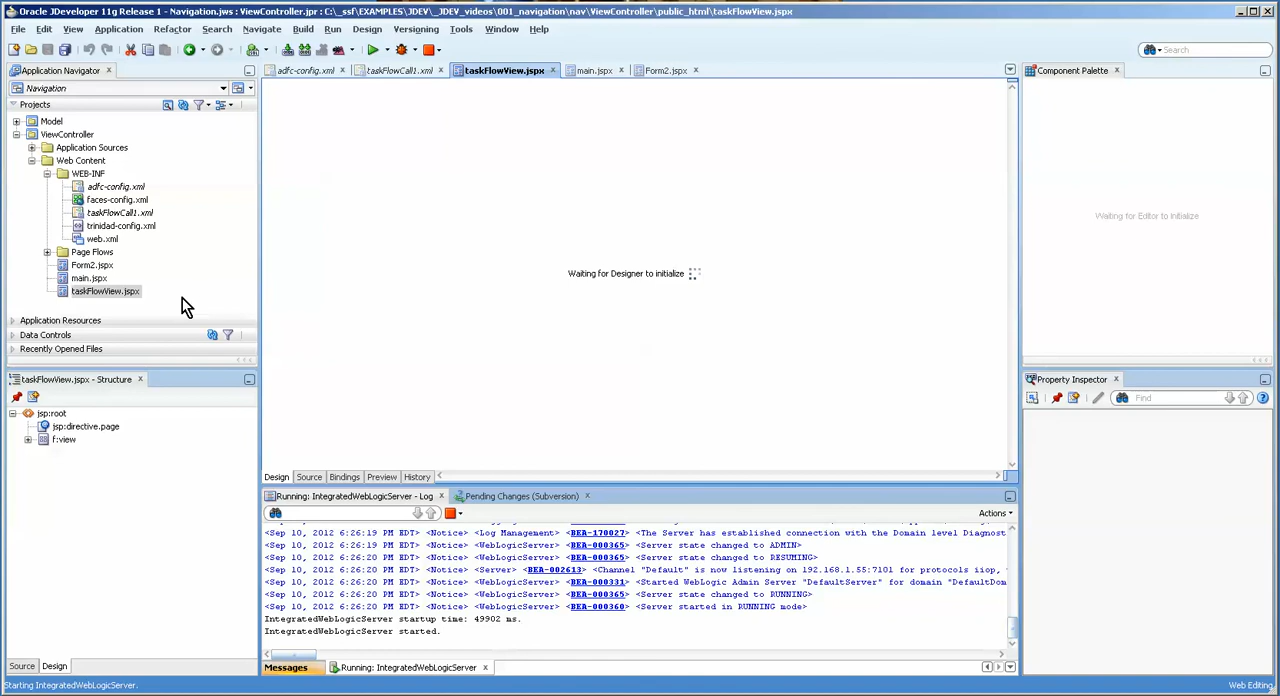 Oracle JDeveloper 11g Release 1 - Navigation.jws : ViewController.jpr : C:\_ssf\EXAMPLES\JDEV\_JDEV_videos\001_navigation\nav\ViewController\public_html\taskFlowView.jspx
File Edit View Application Refactor Search Navigate Build Run Design Versioning Tools Window Help
Search
Application Navigator
adfc-config.xml taskFlowCall1.xml taskFlowView.jspx main.jspx Form2.jspx
Component Palette
Navigation
Projects
Model
ViewController
Application Sources
Web Content
WEB-INF
adfc-config.xml
faces-config.xml
taskFlowCall1.xml
trinidad-config.xml
web.xml
Page Flows
Form2.jspx
main.jspx
taskFlowView.jspx
Application Resources
Data Controls
Recently Opened Files
Waiting for Designer to initialize
Waiting for Editor to initialize
taskFlowView.jspx - Structure
jsp:root
jsp:directive.page
f:view
Source Design
Design Source Bindings Preview History
Property Inspector
Find
Running: IntegratedWebLogicServer - Log Pending Changes (Subversion)
Actions
<Sep 10, 2012 6:26:19 PM EDT> <Notice> <Log Management> <BEA-170027> <The Server has established connection with the Domain level Diagnost
<Sep 10, 2012 6:26:19 PM EDT> <Notice> <WebLogicServer> <BEA-000365> <Server state changed to ADMIN>
<Sep 10, 2012 6:26:20 PM EDT> <Notice> <WebLogicServer> <BEA-000365> <Server state changed to RESUMING>
<Sep 10, 2012 6:26:20 PM EDT> <Notice> <Server> <BEA-002613> <Channel "Default" is now listening on 192.168.1.55:7101 for protocols iiop,
<Sep 10, 2012 6:26:20 PM EDT> <Notice> <WebLogicServer> <BEA-000331> <Started WebLogic Admin Server "DefaultServer" for domain "DefaultDom
<Sep 10, 2012 6:26:20 PM EDT> <Notice> <WebLogicServer> <BEA-000365> <Server state changed to RUNNING>
<Sep 10, 2012 6:26:20 PM EDT> <Notice> <WebLogicServer> <BEA-000360> <Server started in RUNNING mode>
IntegratedWebLogicServer startup time: 49902 ms.
IntegratedWebLogicServer started.
Messages Running: IntegratedWebLogicServer
Starting IntegratedWebLogicServer.
Web Editing